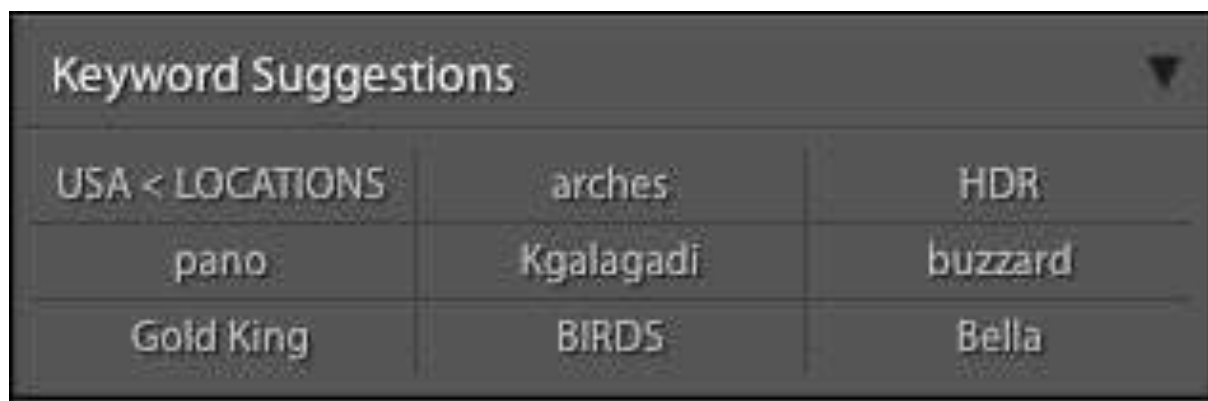 Keyword Suggestions
USA < LOCATIONS arches HDR
pano Kgalagadi buzzard
Gold King BIRDS Bella